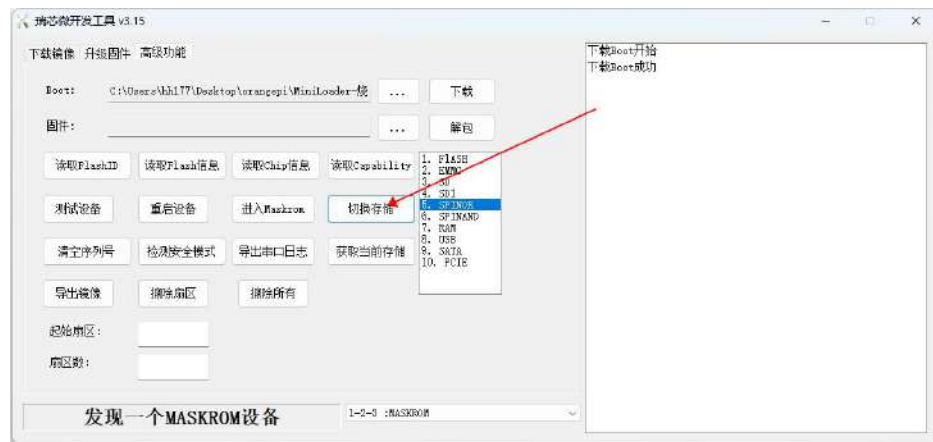 瑞芯微开发工具 v3.15
下载镜像 升级固件 高级功能
Boot: C:\Users\hh177\Desktop\orangepi\MiniLoader-烧 ... 下载
固件: ... 解包
读取FlashID 读取Flash信息 读取Chip信息 读取Capability
测试设备 重启设备 进入Maskrom 切换存储
清空序列号 检测安全模式 导出串口日志 获取当前存储
导出镜像 擦除扇区 擦除所有
1. FLASH
2. EMMC
3. SD
4. SD1
5. SPINOR
6. SPINAND
7. RAM
8. USB
9. SATA
10. PCIE
起始扇区:
扇区数:
发现一个MASKROM设备
1-2-3 :MASKROM
下载Boot开始
下载Boot成功